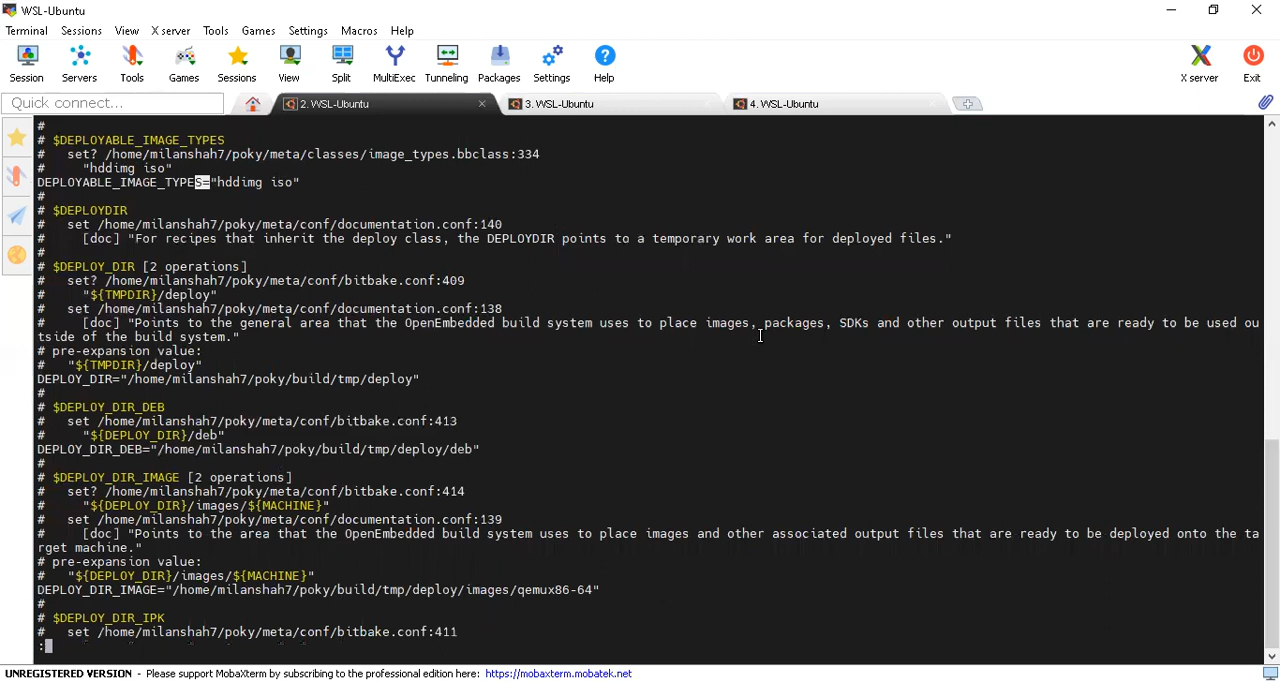 WSL-Ubuntu
Terminal Sessions View X server Tools Games Settings Macros Help
Session Servers Tools Games Sessions View Split MultiExec Tunneling Packages Settings Help X server Exit
Quick connect...
2. WSL-Ubuntu
3. WSL-Ubuntu
4. WSL-Ubuntu
#
# $DEPLOYABLE_IMAGE_TYPES
#   set? /home/milanshah7/poky/meta/classes/image_types.bbclass:334
#     "hddimg iso"
DEPLOYABLE_IMAGE_TYPES="hddimg iso"
#
# $DEPLOYDIR
#   set /home/milanshah7/poky/meta/conf/documentation.conf:140
#     [doc] "For recipes that inherit the deploy class, the DEPLOYDIR points to a temporary work area for deployed files."
#
# $DEPLOY_DIR [2 operations]
#   set? /home/milanshah7/poky/meta/conf/bitbake.conf:409
#     "${TMPDIR}/deploy"
#   set /home/milanshah7/poky/meta/conf/documentation.conf:138
#     [doc] "Points to the general area that the OpenEmbedded build system uses to place images, packages, SDKs and other output files that are ready to be used ou
tside of the build system."
# pre-expansion value:
#   "${TMPDIR}/deploy"
DEPLOY_DIR="/home/milanshah7/poky/build/tmp/deploy"
#
# $DEPLOY_DIR_DEB
#   set /home/milanshah7/poky/meta/conf/bitbake.conf:413
#     "${DEPLOY_DIR}/deb"
DEPLOY_DIR_DEB="/home/milanshah7/poky/build/tmp/deploy/deb"
#
# $DEPLOY_DIR_IMAGE [2 operations]
#   set? /home/milanshah7/poky/meta/conf/bitbake.conf:414
#     "${DEPLOY_DIR}/images/${MACHINE}"
#   set /home/milanshah7/poky/meta/conf/documentation.conf:139
#     [doc] "Points to the area that the OpenEmbedded build system uses to place images and other associated output files that are ready to be deployed onto the ta
rget machine."
# pre-expansion value:
#   "${DEPLOY_DIR}/images/${MACHINE}"
DEPLOY_DIR_IMAGE="/home/milanshah7/poky/build/tmp/deploy/images/qemux86-64"
#
# $DEPLOY_DIR_IPK
#   set /home/milanshah7/poky/meta/conf/bitbake.conf:411
:
UNREGISTERED VERSION - Please support MobaXterm by subscribing to the professional edition here: https://mobaxterm.mobatek.net